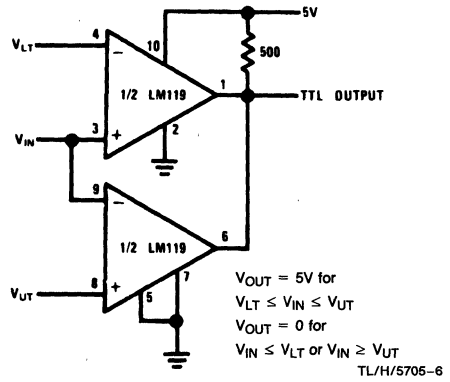 5V
V_LT 4
10
500
−
1/2 LM119
1
TTL OUTPUT
V_IN 3
+
2
9
−
1/2 LM119
6
V_UT 8
+
5
7
V_OUT = 5V for
V_LT ≤ V_IN ≤ V_UT
V_OUT = 0 for
V_IN ≤ V_LT or V_IN ≥ V_UT
TL/H/5705-6